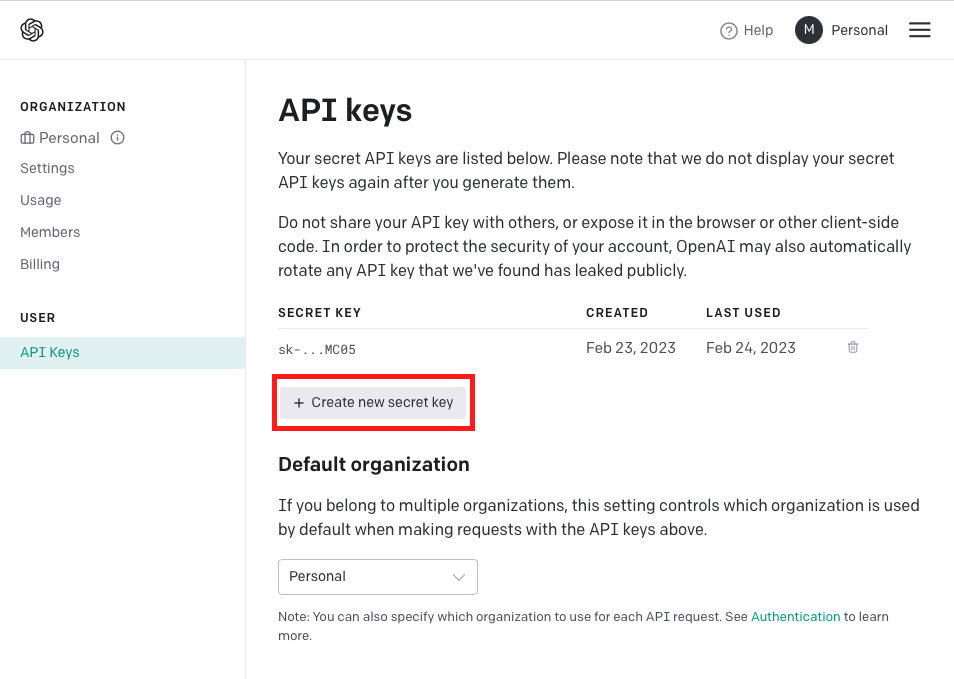 Help
M
Personal
ORGANIZATION
Personal
Settings
Usage
Members
Billing
USER
API Keys
API keys
Your secret API keys are listed below. Please note that we do not display your secret
API keys again after you generate them.
Do not share your API key with others, or expose it in the browser or other client-side
code. In order to protect the security of your account, OpenAI may also automatically
rotate any API key that we've found has leaked publicly.
SECRET KEY CREATED LAST USED
sk-...MC05 Feb 23, 2023 Feb 24, 2023
+ Create new secret key
Default organization
If you belong to multiple organizations, this setting controls which organization is used
by default when making requests with the API keys above.
Personal
Note: You can also specify which organization to use for each API request. See Authentication to learn
more.